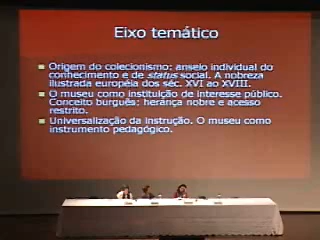 Eixo temático
Origem do colecionismo: anseio individual do
conhecimento e de status social. A nobreza
ilustrada européia dos séc. XVI ao XVIII.
O museu como instituição de interesse público.
Conceito burguês: herança nobre e acesso
restrito.
Universalização da instrução. O museu como
instrumento pedagógico.